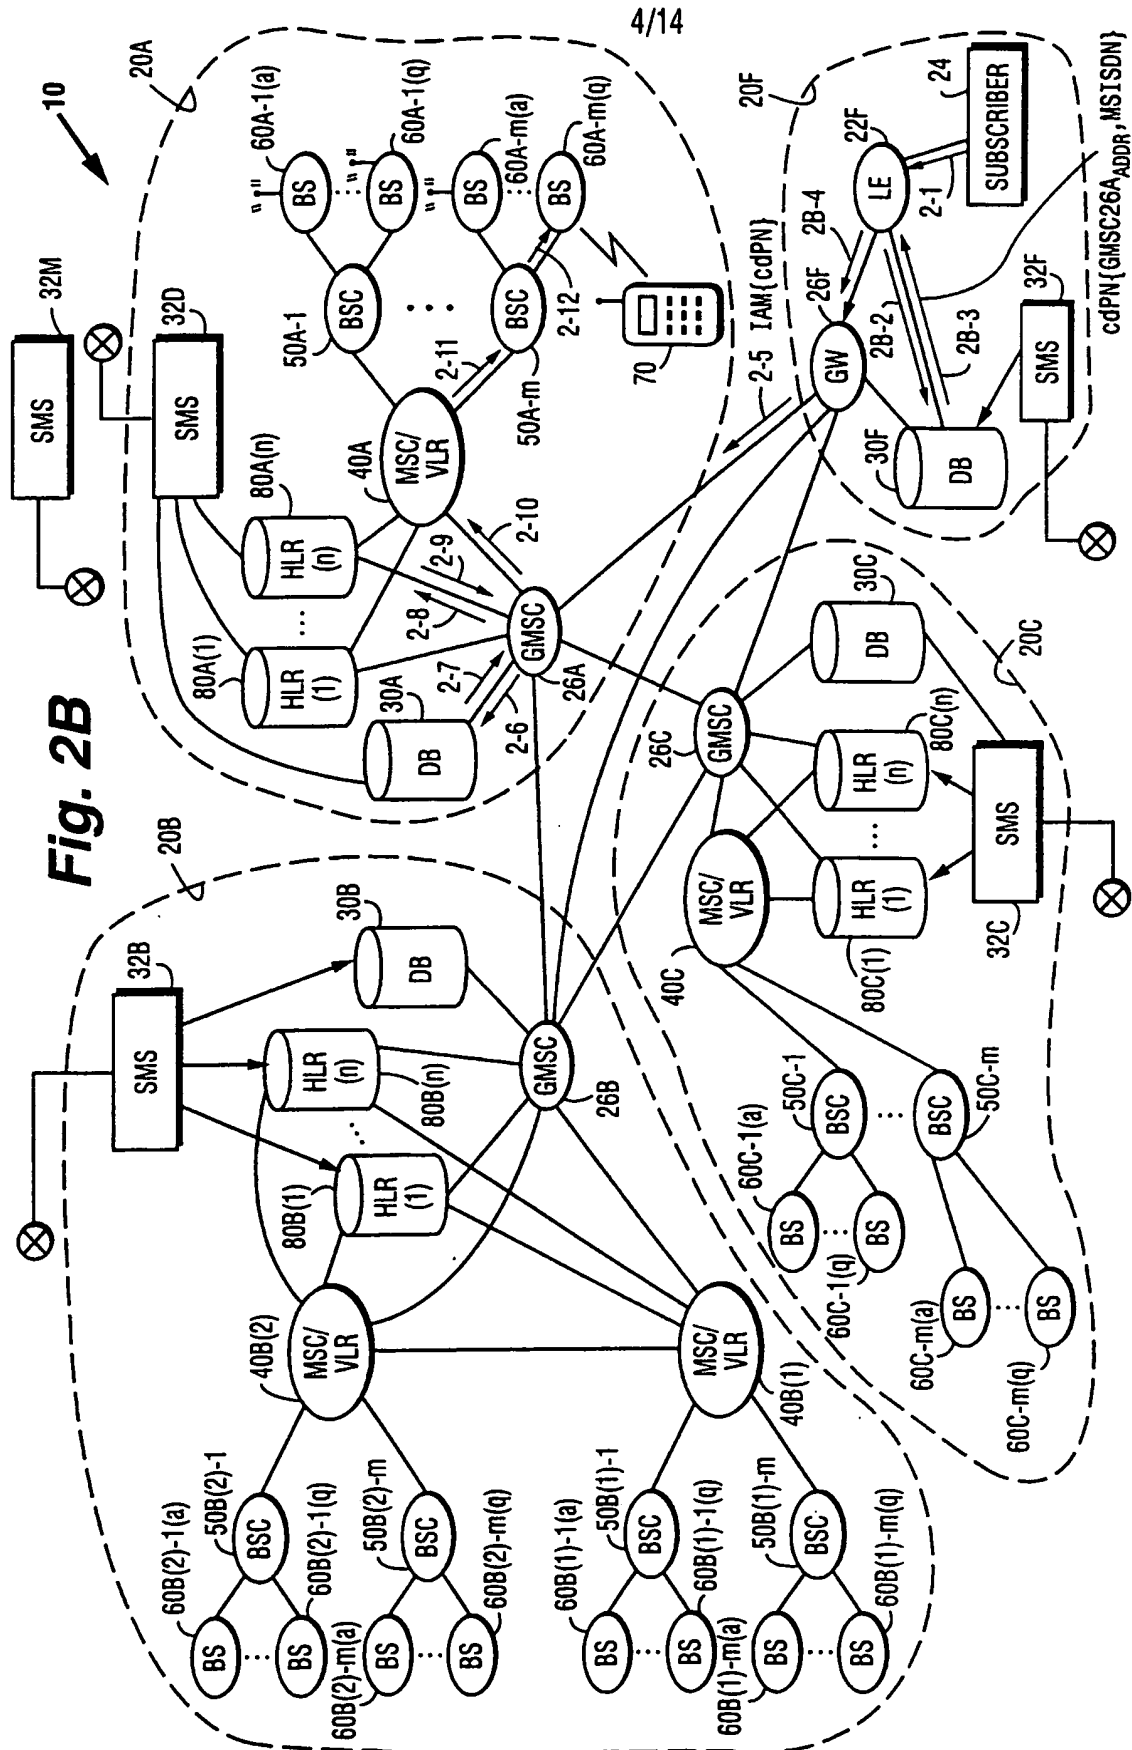 4/14
Fig. 2B
10
SMS
32M
20A
SMS
32D
80A(n)
HLR
(n)
80A(1)
HLR
(1)
30A
DB
2-6
2-7
2-8
2-9
2-10
GMSC
26A
MSC/
VLR
40A
2-11
50A-1
BSC
BSC
50A-m
2-12
60A-1(a)
BS
60A-1(q)
BS
60A-m(a)
BS
60A-m(q)
BS
70
20B
SMS
32B
30B
DB
HLR
(n)
80B(n)
HLR
(1)
80B(1)
GMSC
26B
40B(2)
MSC/
VLR
MSC/
VLR
40B(1)
50B(2)-1
BSC
60B(2)-1(a)
BS
60B(2)-1(q)
BS
50B(2)-m
BSC
60B(2)-m(a)
BS
60B(2)-m(q)
BS
50B(1)-1
BSC
60B(1)-1(a)
BS
60B(1)-1(q)
BS
50B(1)-m
BSC
60B(1)-m(a)
BS
60B(1)-m(q)
BS
20C
26C
GMSC
30C
DB
HLR
(n)
80C(n)
HLR
(1)
80C(1)
SMS
32C
MSC/
VLR
40C
50C-1
BSC
60C-1(a)
BS
60C-1(q)
BS
50C-m
BSC
60C-m(a)
BS
60C-m(q)
BS
20F
SUBSCRIBER
24
22F
LE
2-1
2B-4
26F
GW
2B-2
2B-3
30F
DB
SMS
32F
2-5
IAM{cdPN}
cdPN{GMSC26A ADDR, MSISDN}